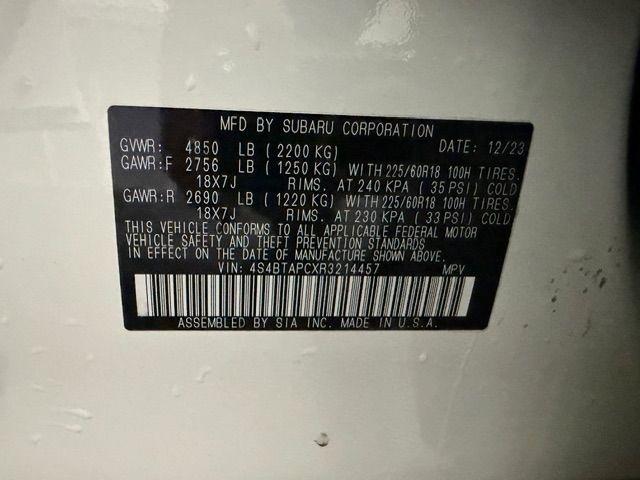 MFD BY SUBARU CORPORATION
GVWR: 4850 LB (2200 KG) DATE: 12/23
GAWR:F 2756 LB (1250 KG) WITH 225/60R18 100H TIRES.
18X7J RIMS. AT 240 KPA (35 PSI) COLD
GAWR:R 2690 LB (1220 KG) WITH 225/60R18 100H TIRES.
18X7J RIMS. AT 230 KPA (33 PSI) COLD
THIS VEHICLE CONFORMS TO ALL APPLICABLE FEDERAL MOTOR
VEHICLE SAFETY AND THEFT PREVENTION STANDARDS
IN EFFECT ON THE DATE OF MANUFACTURE SHOWN ABOVE.
VIN: 4S4BTAPCXR3214457 MPV
ASSEMBLED BY SIA INC. MADE IN U.S.A.